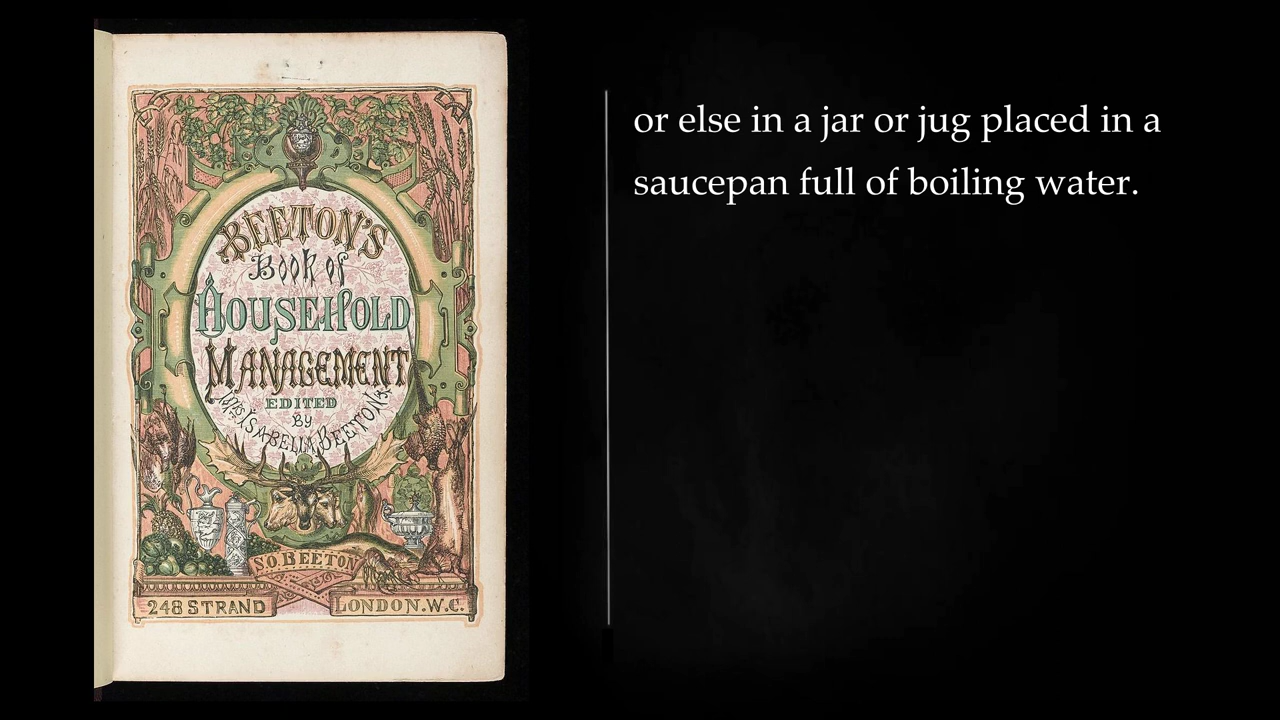 BEETON'S
Book of
HOUSEHOLD
MANAGEMENT
EDITED
By
Mrs ISABELLA BEETON
S.O. BEETON
248 STRAND
LONDON.W.C.
or else in a jar or jug placed in a
saucepan full of boiling water.